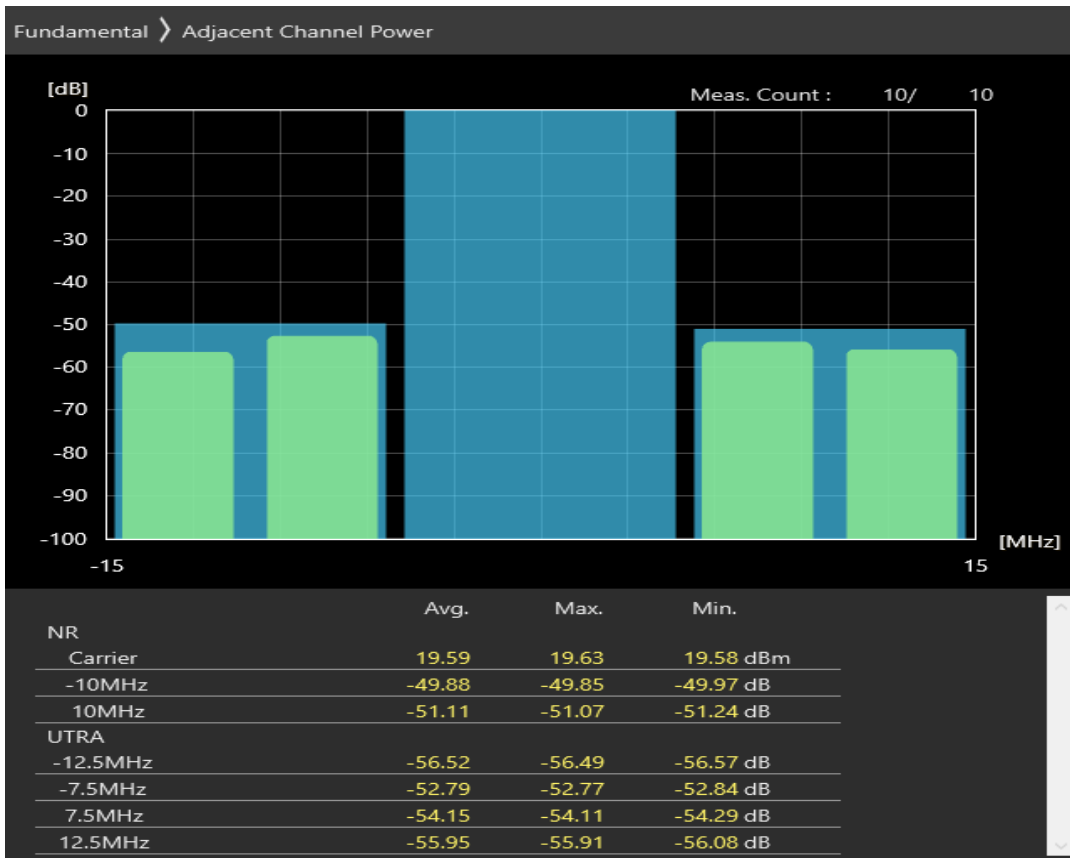 Fundamental 〉 Adjacent Channel Power
[dB]
Meas. Count : 10/ 10
0
-10
-20
-30
-40
-50
-60
-70
-80
-90
-100
[MHz]
-15 15
Avg. Max. Min.
NR
Carrier 19.59 19.63 19.58 dBm
-10MHz -49.88 -49.85 -49.97 dB
10MHz -51.11 -51.07 -51.24 dB
UTRA
-12.5MHz -56.52 -56.49 -56.57 dB
-7.5MHz -52.79 -52.77 -52.84 dB
7.5MHz -54.15 -54.11 -54.29 dB
12.5MHz -55.95 -55.91 -56.08 dB